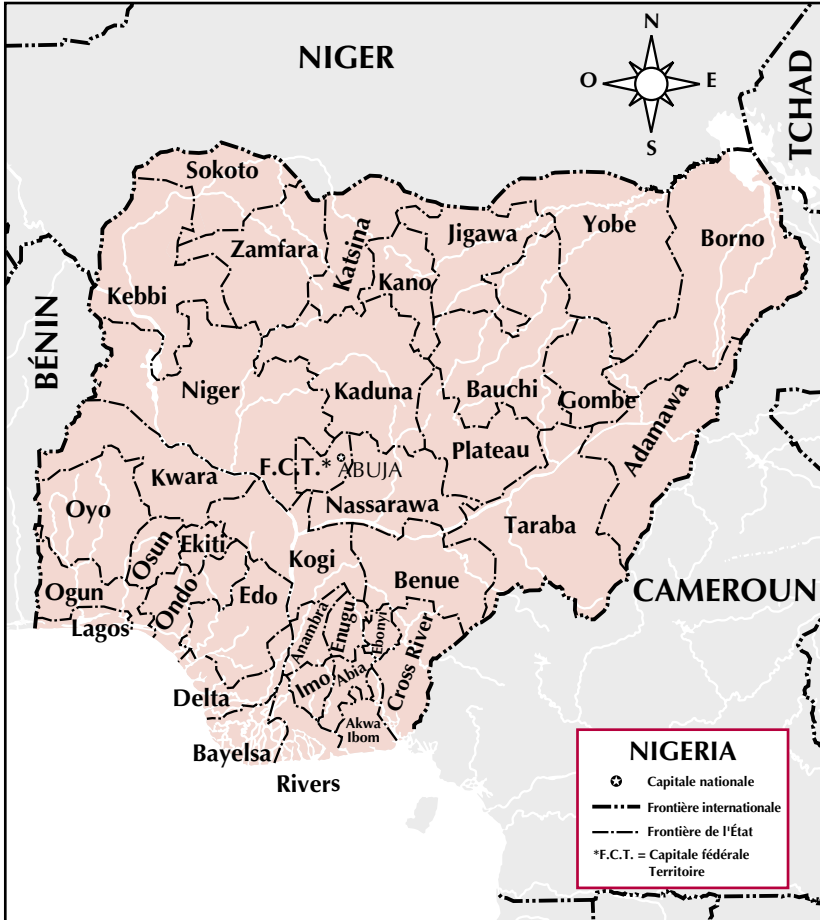 NIGER
TCHAD
N
O
E
S
Sokoto
Zamfara
Katsina
Kano
Jigawa
Yobe
Borno
Kebbi
BÉNIN
Niger
Kaduna
Bauchi
Gombe
Adamawa
Plateau
F.C.T.* ABUJA
Nassarawa
Kwara
Oyo
Taraba
Osun
Ekiti
Kogi
Benue
CAMEROUN
Ogun
Ondo
Edo
Lagos
Anambra
Enugu
Ebonyi
Cross River
Imo
Abia
Delta
Akwa
Ibom
Bayelsa
Rivers
NIGERIA
Capitale nationale
Frontière internationale
Frontière de l'État
*F.C.T. = Capitale fédérale
Territoire